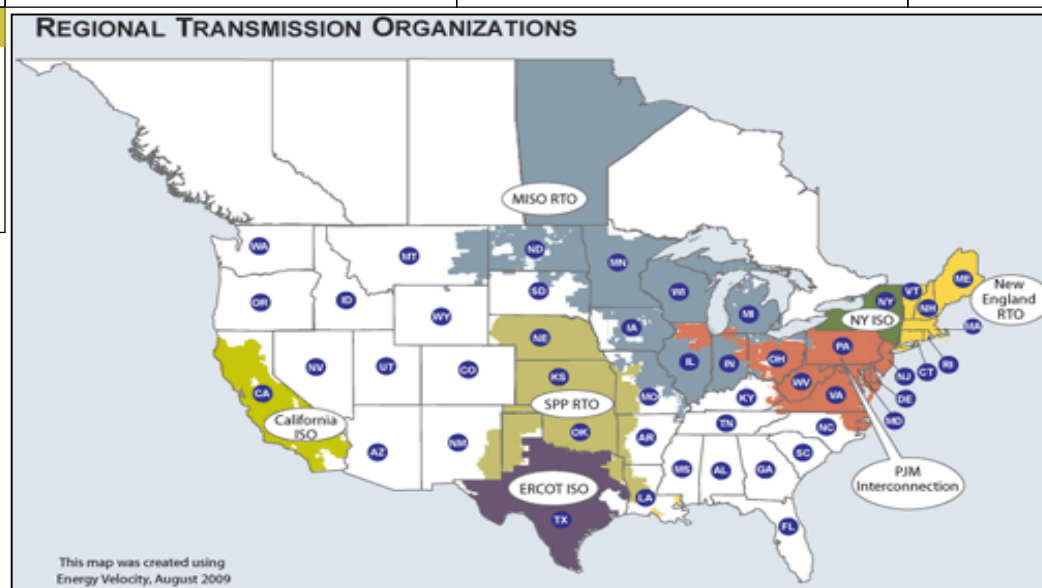 REGIONAL TRANSMISSION ORGANIZATIONS
MISO RTO
WA
MT
ND
MN
OR
ID
WY
SD
WI
MI
NY
VT
NH
ME
New
England
RTO
NY ISO
MA
NE
IA
IL
IN
OH
PA
RI
CT
NJ
DE
MD
NV
UT
CO
KS
MO
KY
WV
VA
CA
California
ISO
SPP RTO
OK
AR
TN
NC
AZ
NM
SC
MS
AL
GA
PJM
Interconnection
ERCOT ISO
LA
TX
FL
This map was created using
Energy Velocity, August 2009